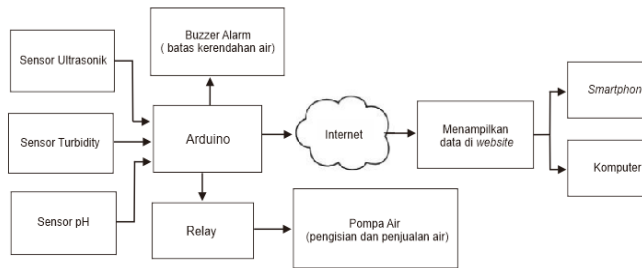 Sensor Ultrasonik
Sensor Turbidity
Sensor pH
Buzzer Alarm
( batas kerendahan air)
Arduino
Relay
Pompa Air
(pengisian dan penjualan air)
Internet
Menampilkan
data di website
Smartphone
Komputer